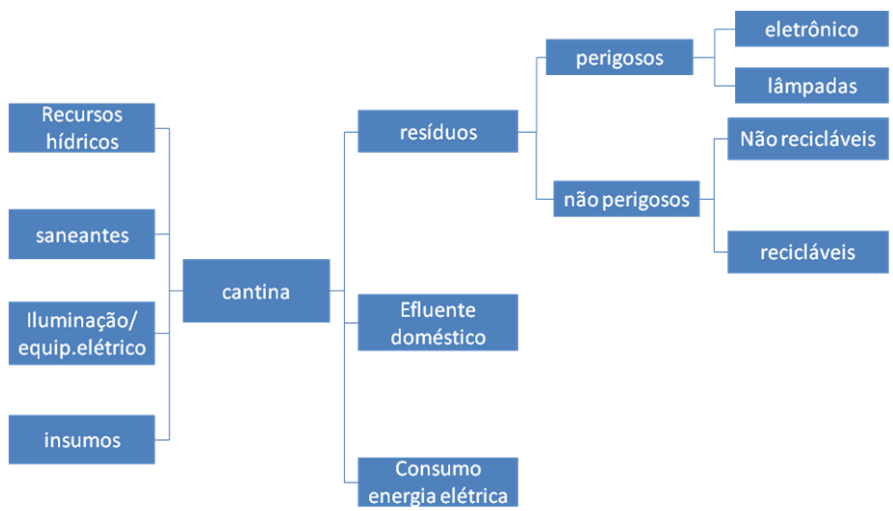 Recursos
hídricos
saneantes
Iluminação/
equip.elétrico
insumos
cantina
resíduos
Efluente
doméstico
Consumo
energia elétrica
perigosos
não perigosos
eletrônico
lâmpadas
Não recicláveis
recicláveis